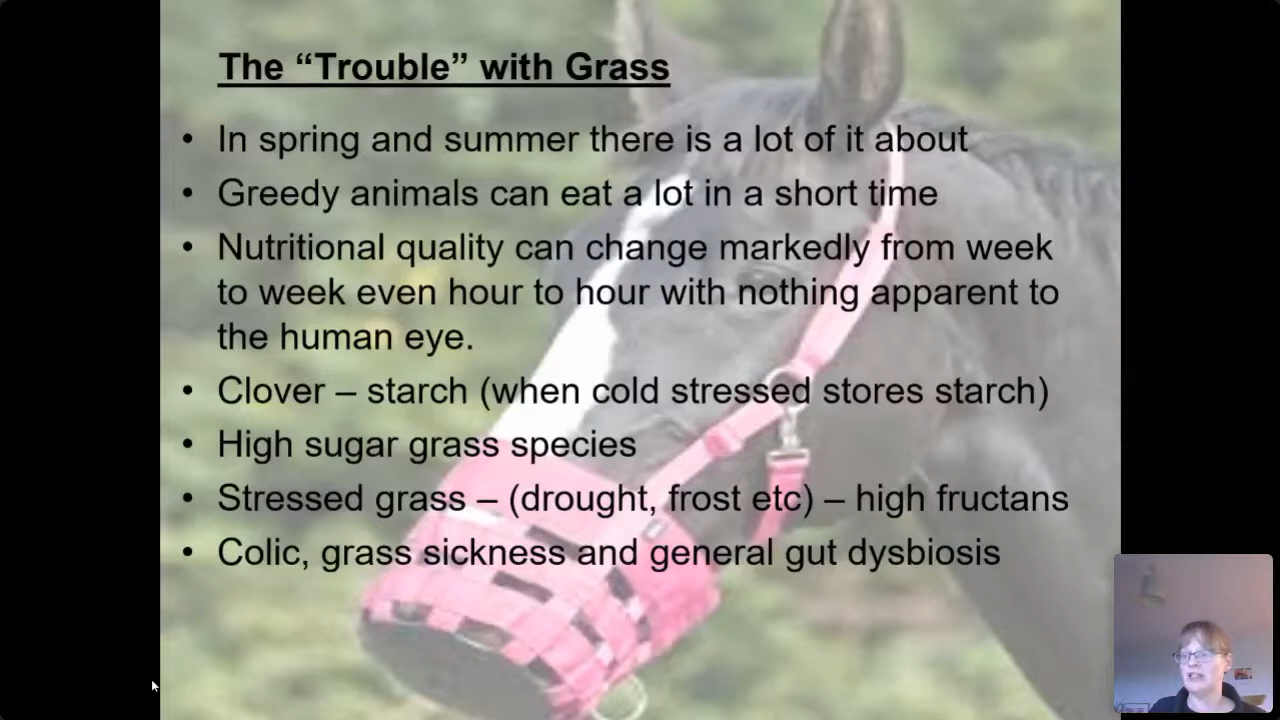 The “Trouble” with Grass
• In spring and summer there is a lot of it about
• Greedy animals can eat a lot in a short time
• Nutritional quality can change markedly from week
to week even hour to hour with nothing apparent to
the human eye.
• Clover – starch (when cold stressed stores starch)
• High sugar grass species
• Stressed grass – (drought, frost etc) – high fructans
• Colic, grass sickness and general gut dysbiosis